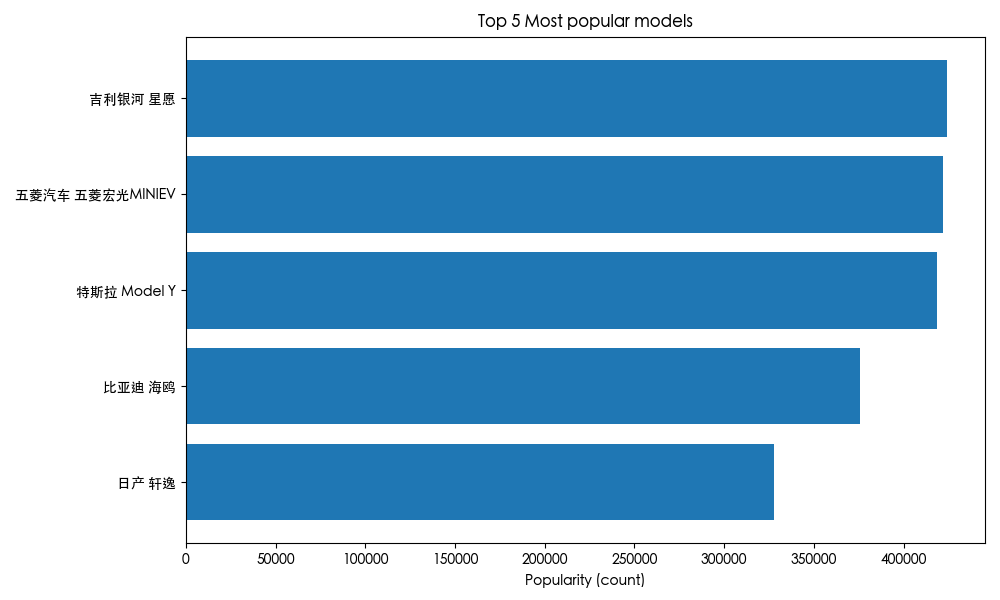 Top 5 Most popular models
吉利银河 星愿
五菱汽车 五菱宏光MINIEV
特斯拉 Model Y
比亚迪 海鸥
日产 轩逸
0 50000 100000 150000 200000 250000 300000 350000 400000
Popularity (count)